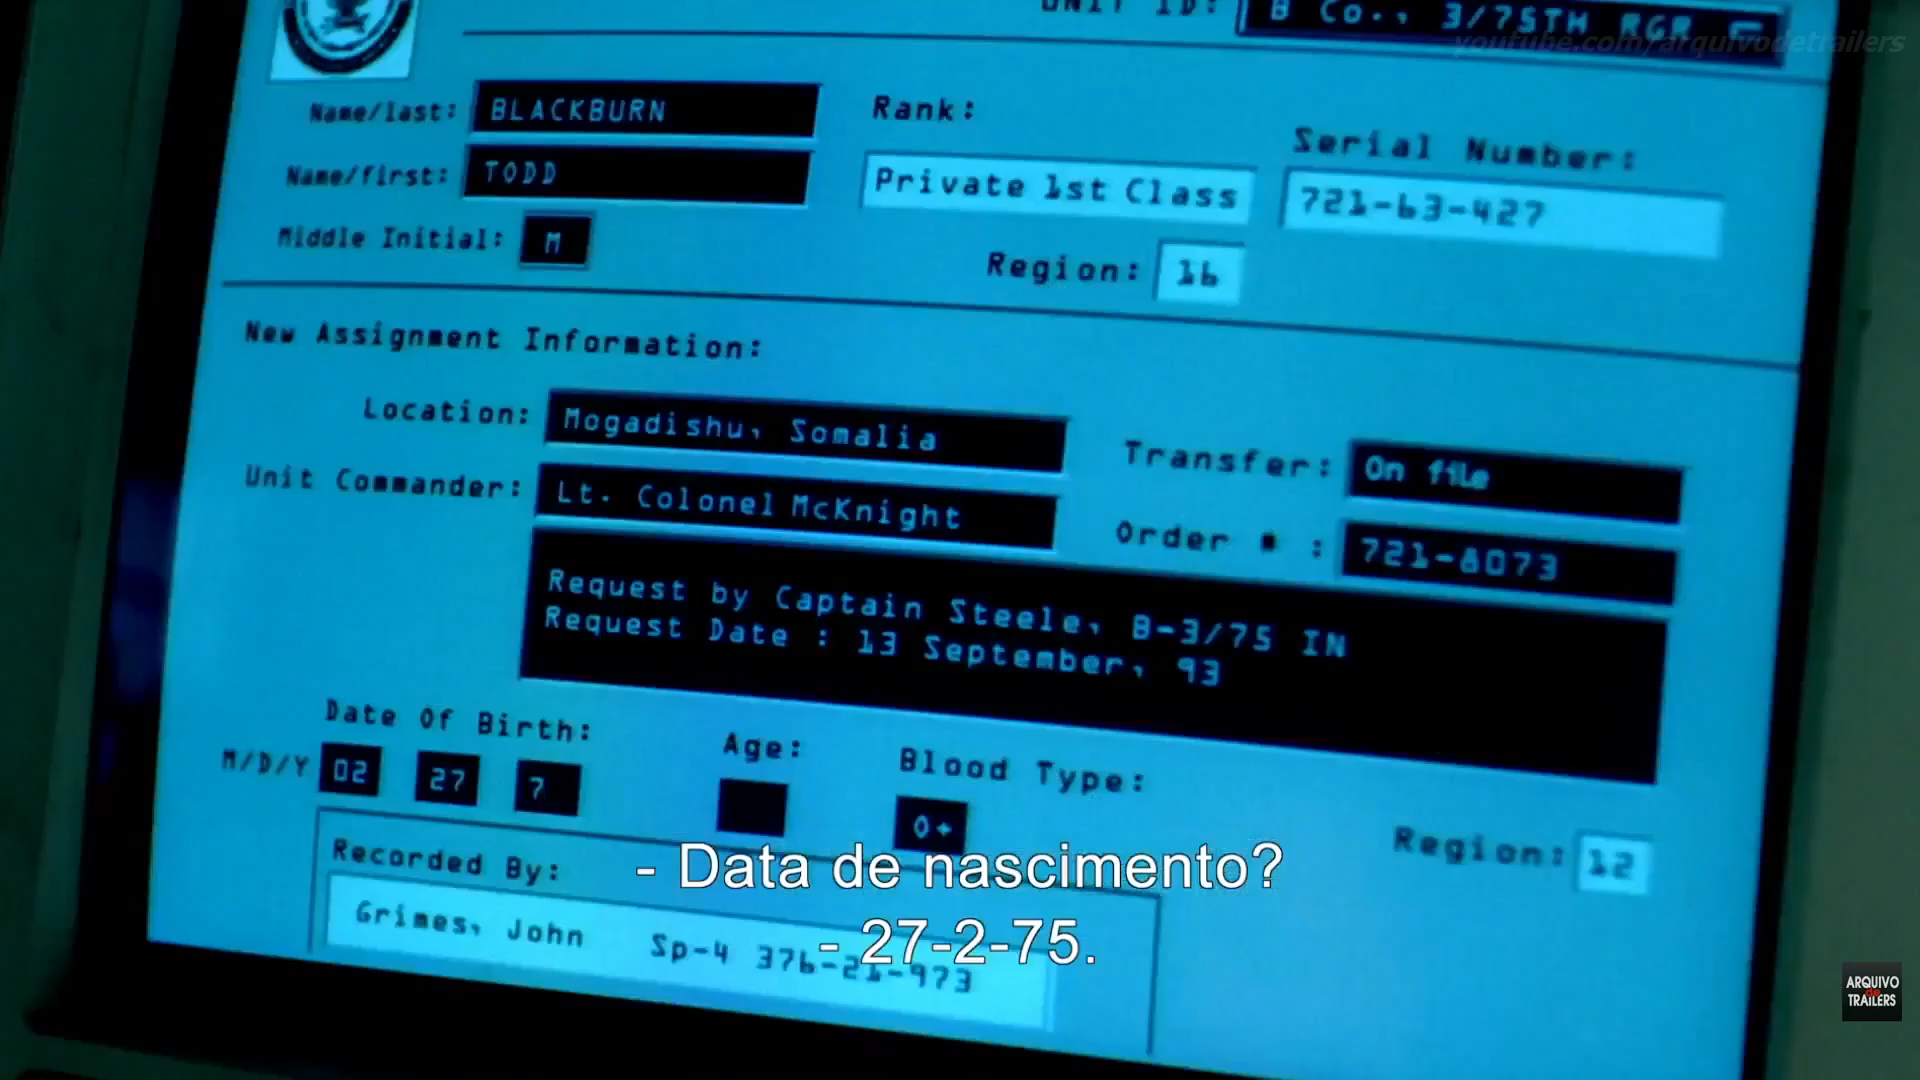 UNIT ID: B Co., 3/75TH RGR
youtube.com/arquivodetrailers
Name/last: BLACKBURN
Rank:
Serial Number:
Name/first: TODD
Private 1st Class
721-63-427
Middle Initial: M
Region: 16
New Assignment Information:
Location: Mogadishu, Somalia
Transfer: On file
Unit Commander: Lt. Colonel McKnight
Order # : 721-8073
Request by Captain Steele, B-3/75 IN
Request Date : 13 September, 93
Date Of Birth:
Age:
Blood Type:
M/D/Y 02 27 7
O+
Region: 12
Recorded By:
- Data de nascimento?
Grimes, John Sp-4 376-21-973
- 27-2-75.
ARQUIVO
de
TRAILERS